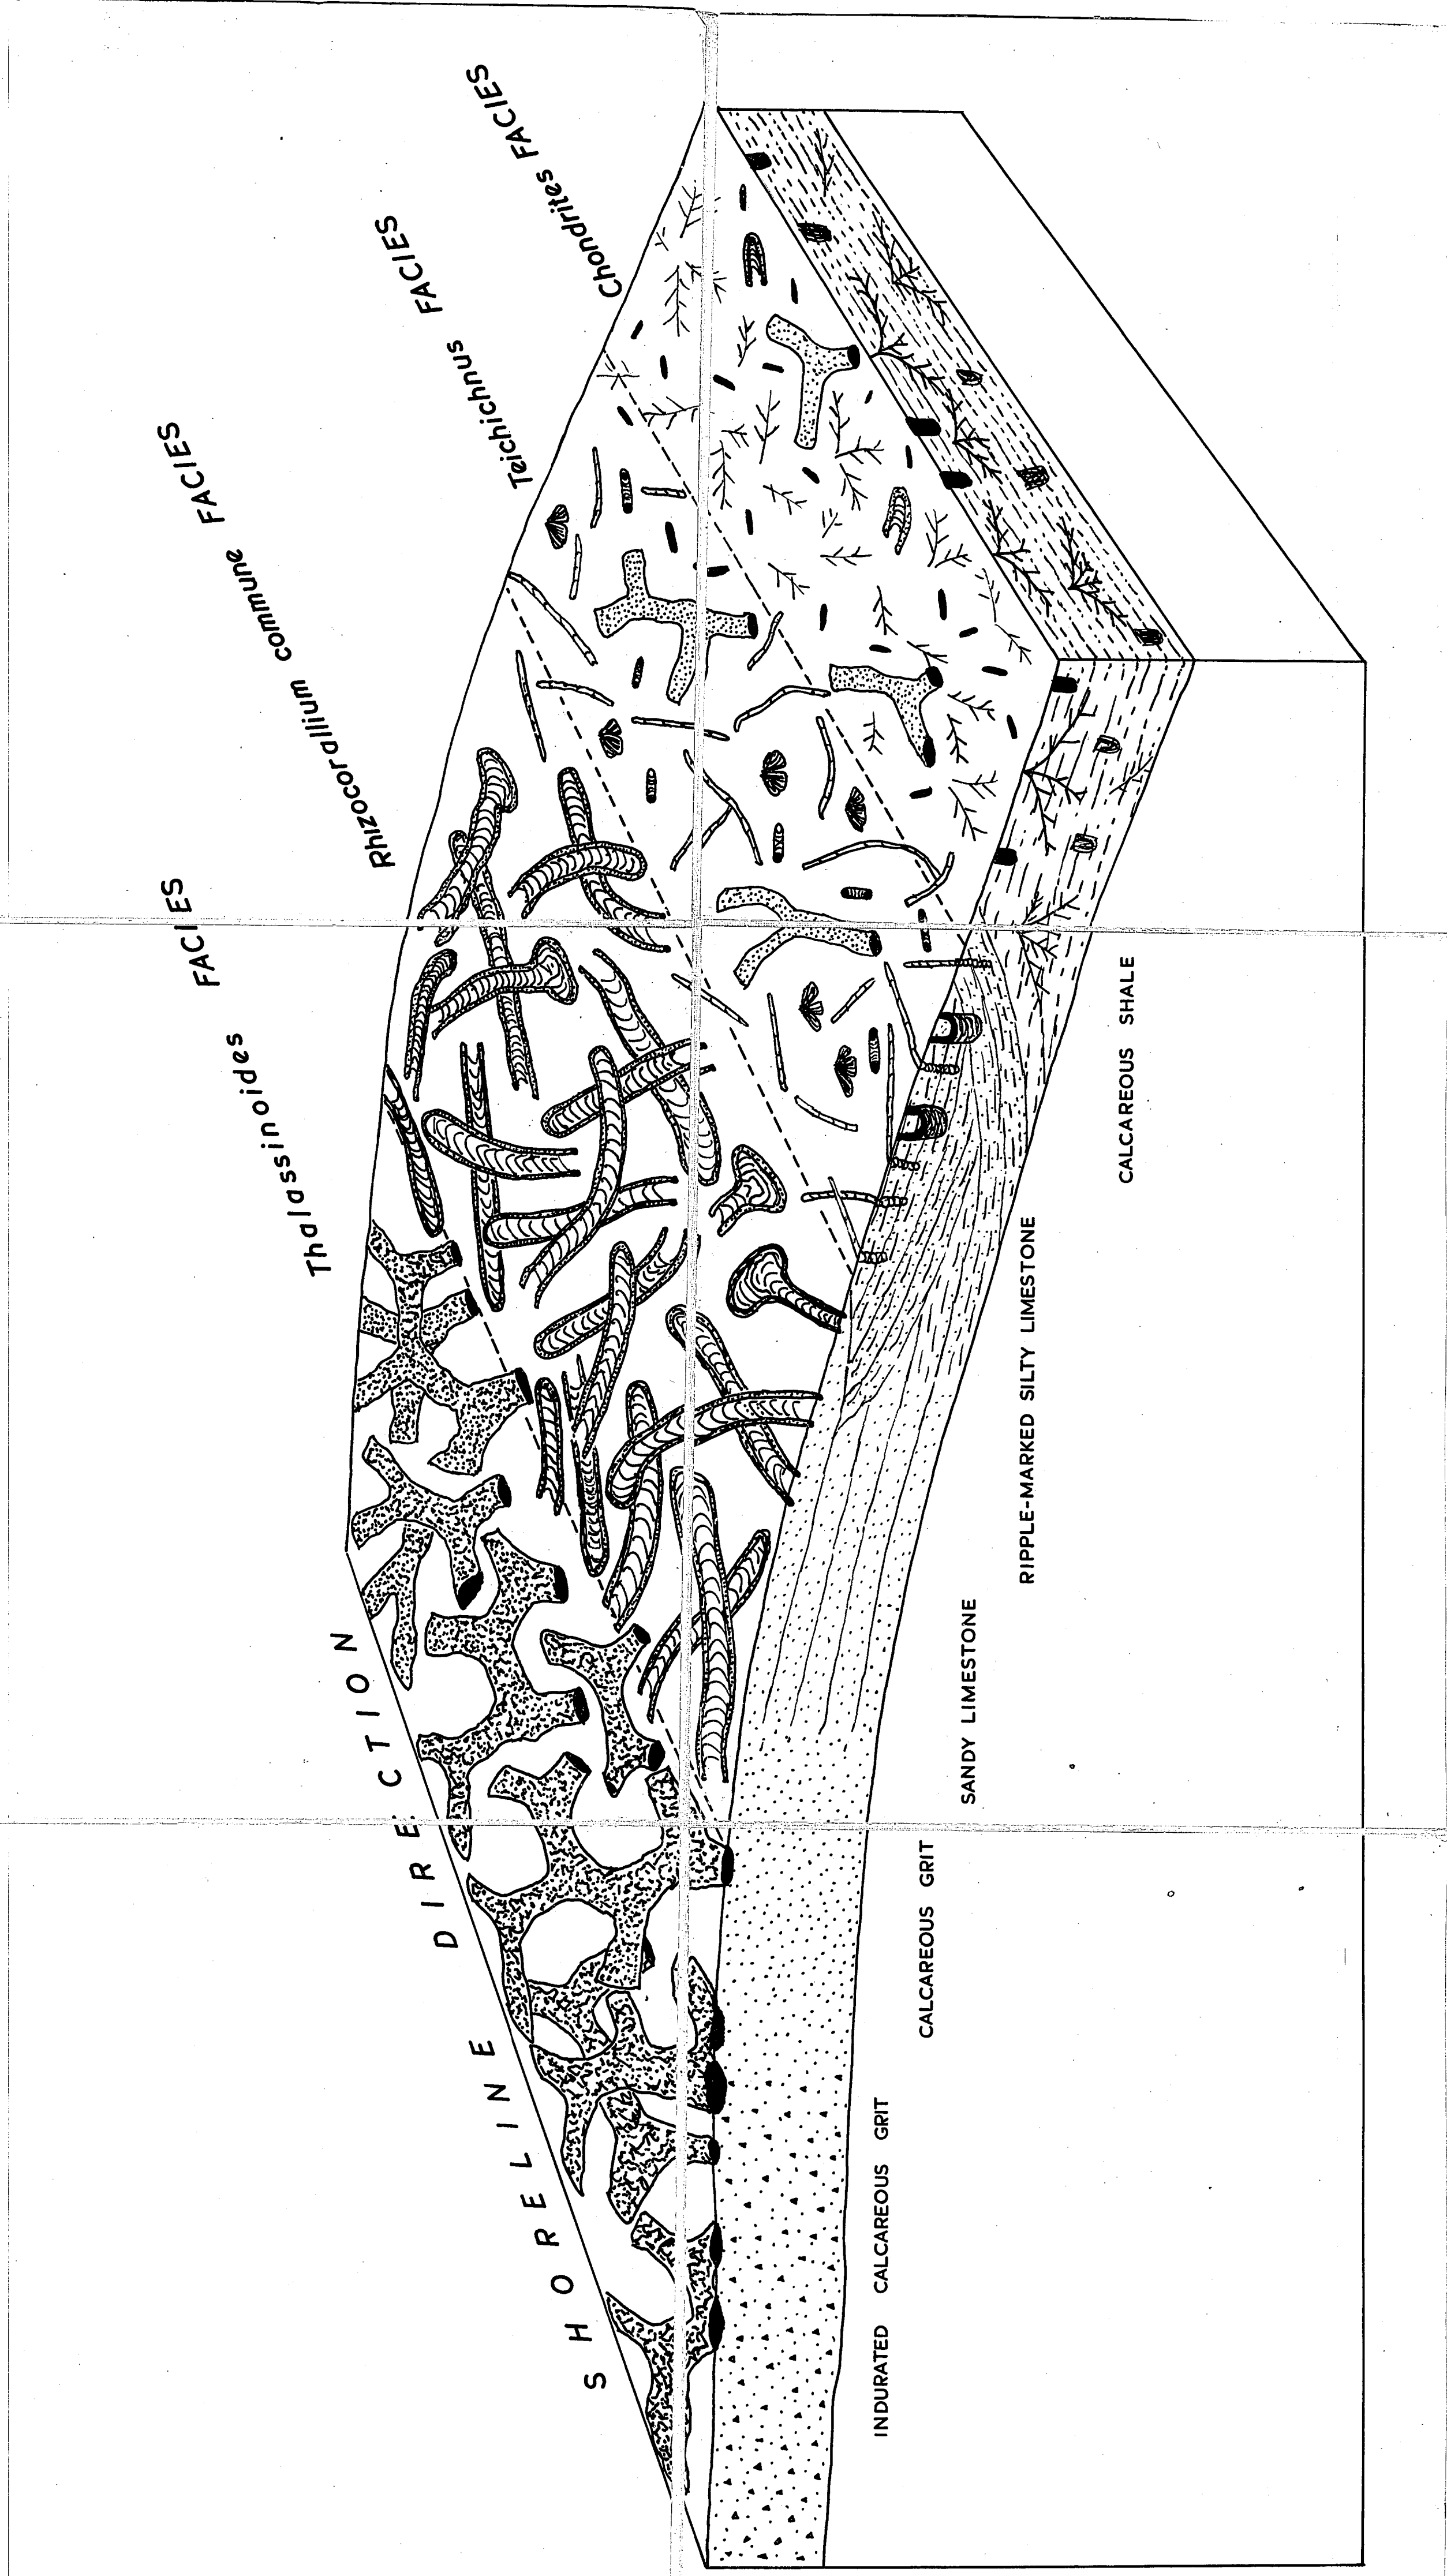 SHORELINE DIRECTION
Thalassinoides FACIES
Rhizocorallium commune FACIES
Teichichnus FACIES
Chondrites FACIES
INDURATED CALCAREOUS GRIT
CALCAREOUS GRIT
SANDY LIMESTONE
RIPPLE-MARKED SILTY LIMESTONE
CALCAREOUS SHALE